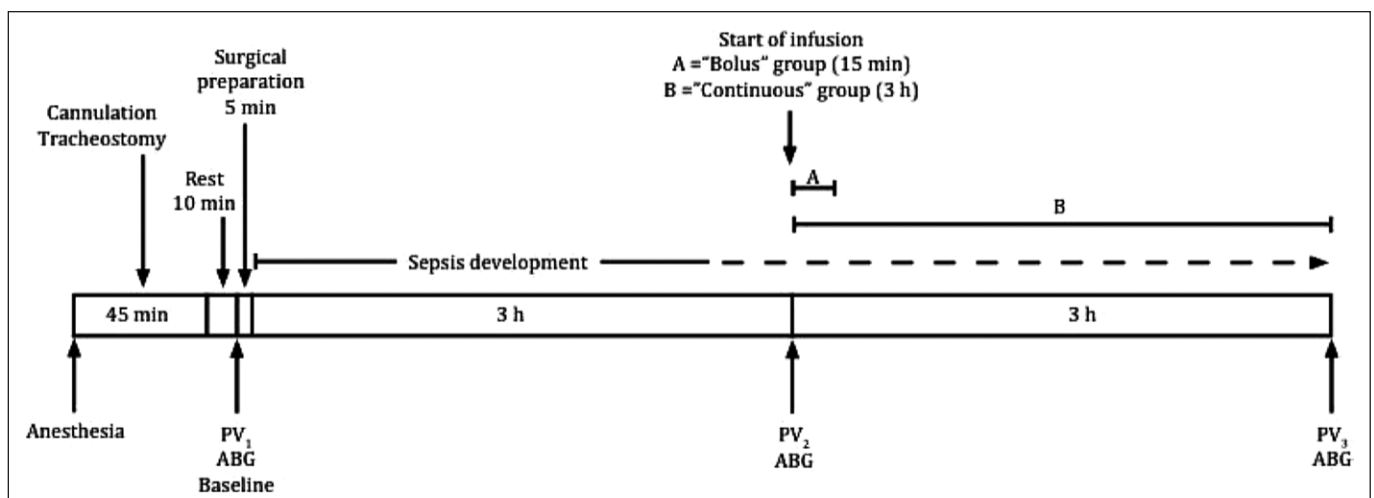 Surgical
preparation
5 min
Cannulation
Tracheostomy
Rest
10 min
Start of infusion
A ="Bolus" group (15 min)
B ="Continuous" group (3 h)
A
B
Sepsis development
45 min
3 h
3 h
Anesthesia
PV₁
ABG
Baseline
PV₂
ABG
PV₃
ABG